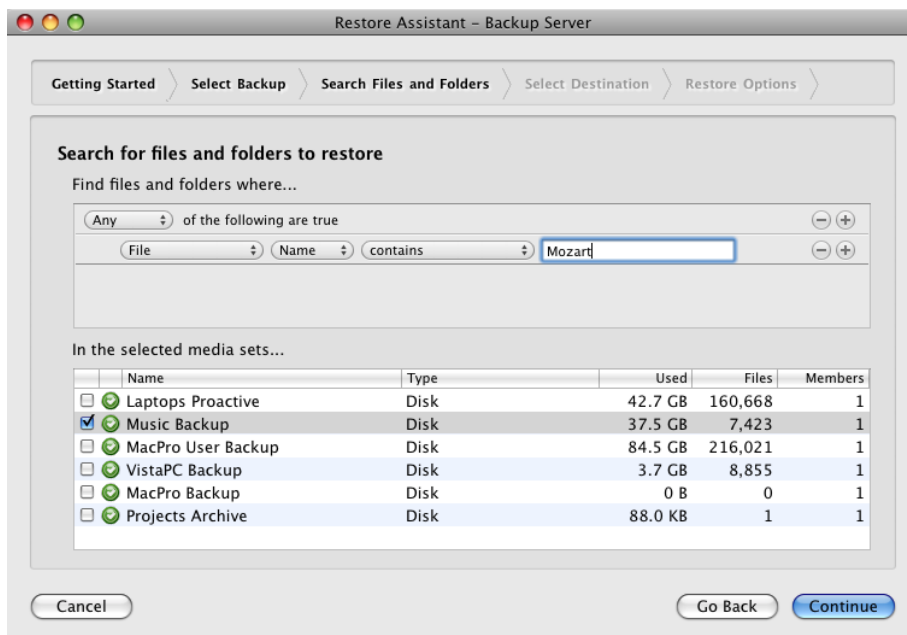 Restore Assistant – Backup Server
Getting Started Select Backup Search Files and Folders Select Destination Restore Options
Search for files and folders to restore
Find files and folders where...
Any of the following are true
File Name contains Mozart
In the selected media sets...
Name Type Used Files Members
Laptops Proactive Disk 42.7 GB 160,668 1
Music Backup Disk 37.5 GB 7,423 1
MacPro User Backup Disk 84.5 GB 216,021 1
VistaPC Backup Disk 3.7 GB 8,855 1
MacPro Backup Disk 0 B 0 1
Projects Archive Disk 88.0 KB 1 1
Cancel Go Back Continue